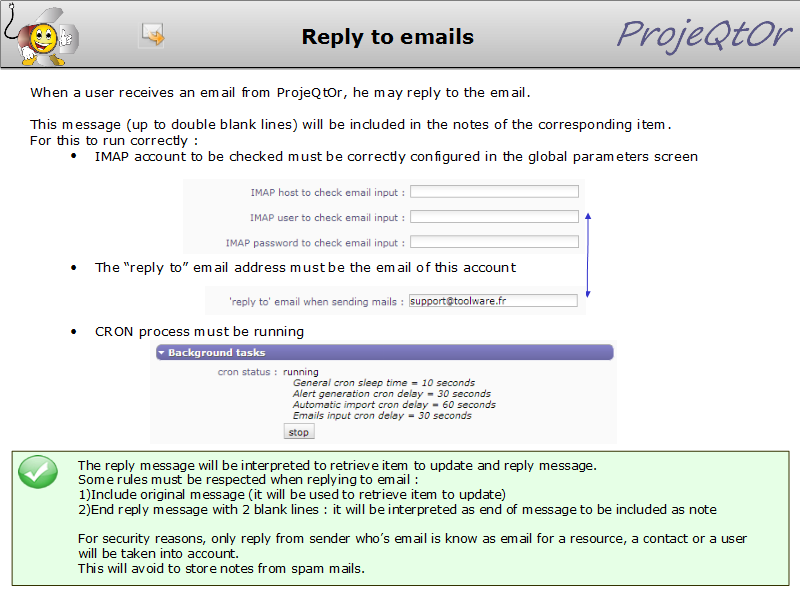 Reply to emails
ProjeQtOr
When a user receives an email from ProjeQtOr, he may reply to the email.
This message (up to double blank lines) will be included in the notes of the corresponding item.
For this to run correctly :
• IMAP account to be checked must be correctly configured in the global parameters screen
IMAP host to check email input :
IMAP user to check email input :
IMAP password to check email input :
• The “reply to” email address must be the email of this account
'reply to' email when sending mails : support@toolware.fr
• CRON process must be running
Background tasks
cron status : running
General cron sleep time = 10 seconds
Alert generation cron delay = 30 seconds
Automatic import cron delay = 60 seconds
Emails input cron delay = 30 seconds
stop
The reply message will be interpreted to retrieve item to update and reply message.
Some rules must be respected when replying to email :
1)Include original message (it will be used to retrieve item to update)
2)End reply message with 2 blank lines : it will be interpreted as end of message to be included as note
For security reasons, only reply from sender who’s email is know as email for a resource, a contact or a user
will be taken into account.
This will avoid to store notes from spam mails.